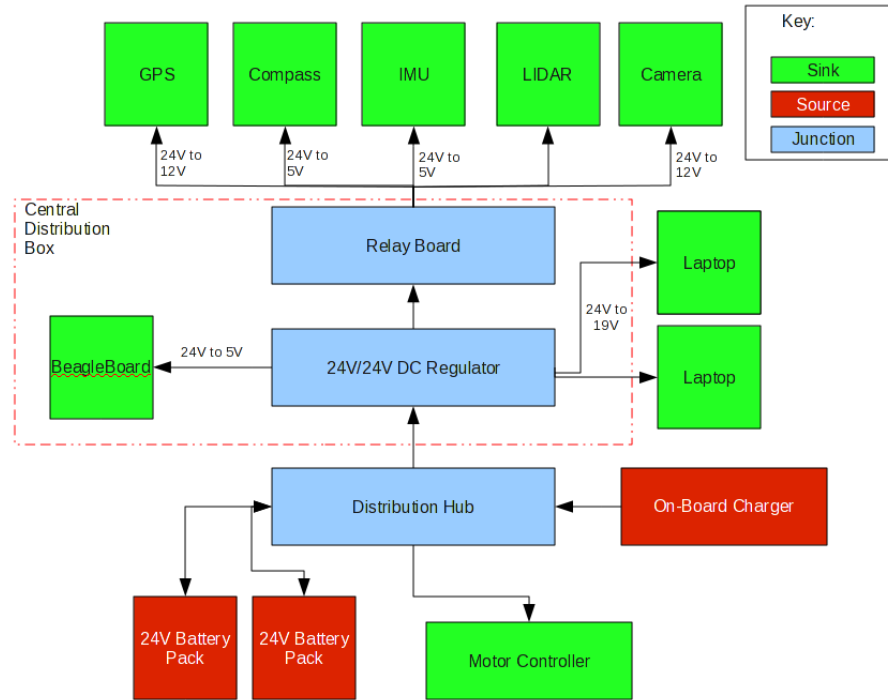 Key:
Sink
Source
Junction
GPS
Compass
IMU
LIDAR
Camera
24V to
12V
24V to
5V
24V to
5V
24V to
12V
Central
Distribution
Box
Relay Board
Laptop
24V to
19V
BeagleBoard
24V to 5V
24V/24V DC Regulator
Laptop
Distribution Hub
On-Board Charger
24V Battery
Pack
24V Battery
Pack
Motor Controller